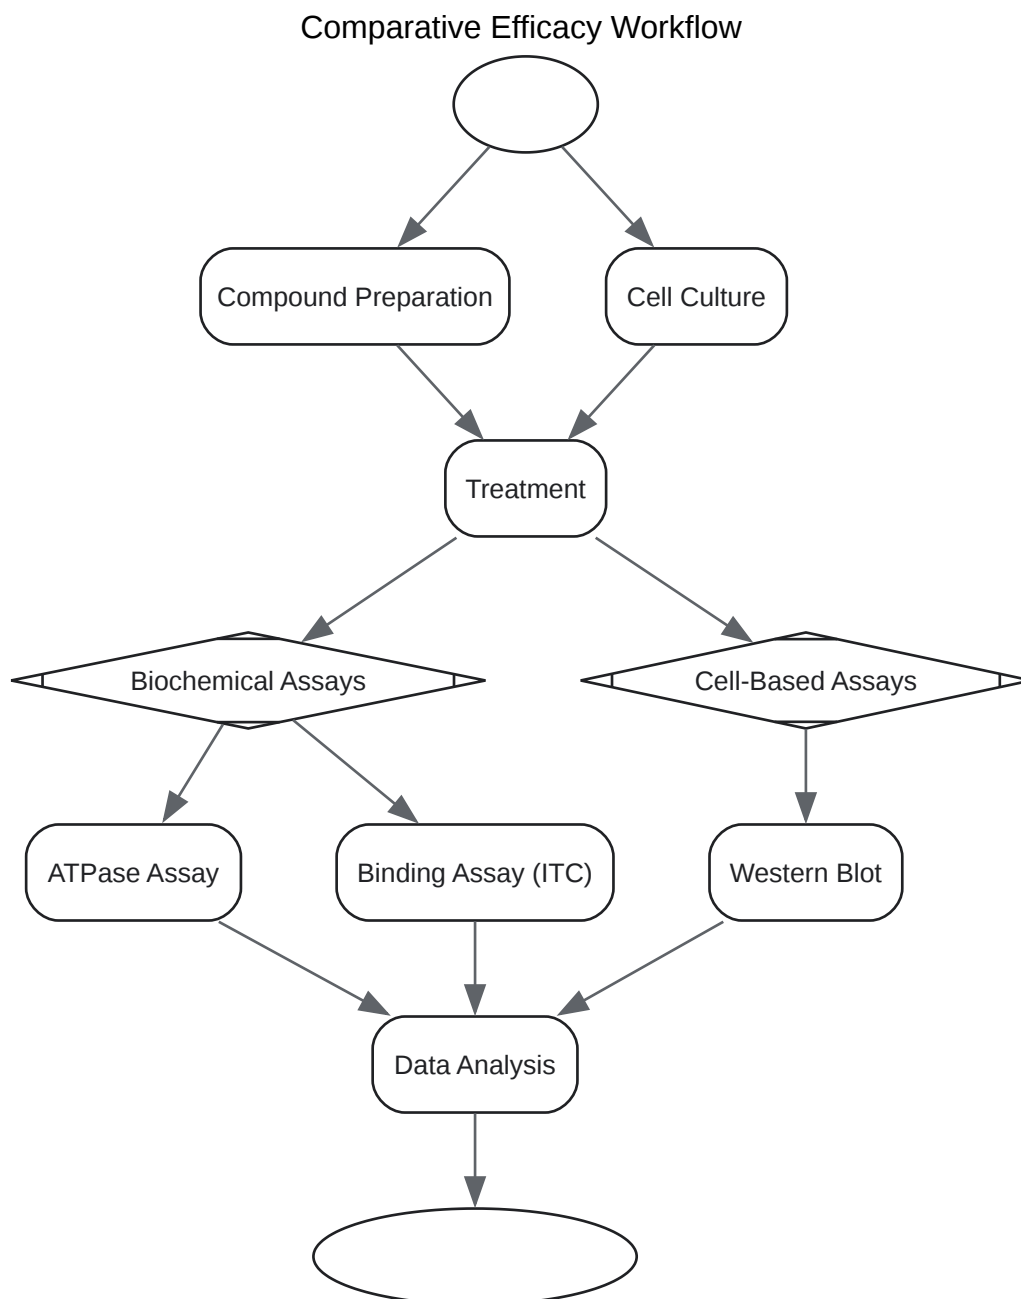 Comparative Efficacy Workflow
Compound Preparation
Cell Culture
Treatment
Biochemical Assays
Cell-Based Assays
ATPase Assay
Binding Assay (ITC)
Western Blot
Data Analysis